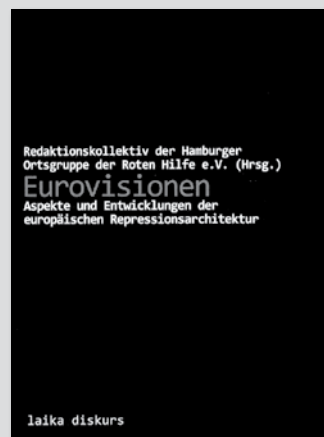 Redaktionskollektiv der Hamburger
Ortsgruppe der Roten Hilfe e.V. (Hrsg.)
Eurovisionen
Aspekte und Entwicklungen der
europäischen Repressionsarchitektur
laika diskurs